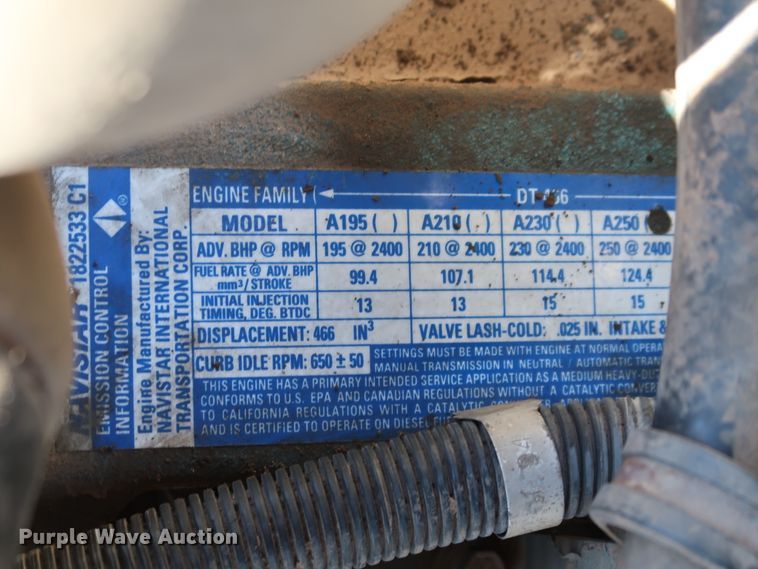 NAVISTAR 1822533 C1
EMISSION CONTROL
INFORMATION
Engine Manufactured By:
NAVISTAR INTERNATIONAL
TRANSPORTATION CORP.
ENGINE FAMILY ( DT 466
MODEL A195 ( ) A210 ( ) A230 ( ) A250 (
ADV. BHP @ RPM 195 @ 2400 210 @ 2400 230 @ 2400 250 @ 2400
FUEL RATE @ ADV. BHP
mm³/STROKE 99.4 107.1 114.4 124.4
INITIAL INJECTION
TIMING, DEG. BTDC 13 13 15 15
DISPLACEMENT: 466 IN³ VALVE LASH-COLD: .025 IN. INTAKE &
CURB IDLE RPM: 650 ± 50
SETTINGS MUST BE MADE WITH ENGINE AT NORMAL OPERA
MANUAL TRANSMISSION IN NEUTRAL / AUTOMATIC TRAN
THIS ENGINE HAS A PRIMARY INTENDED SERVICE APPLICATION AS A MEDIUM HEAVY-DUT
CONFORMS TO U.S. EPA AND CANADIAN REGULATIONS WITHOUT A CATALYTIC CONVER
TO CALIFORNIA REGULATIONS WITH A CATALYTIC
AND IS CERTIFIED TO OPERATE ON DIESEL FUE
Purple Wave Auction